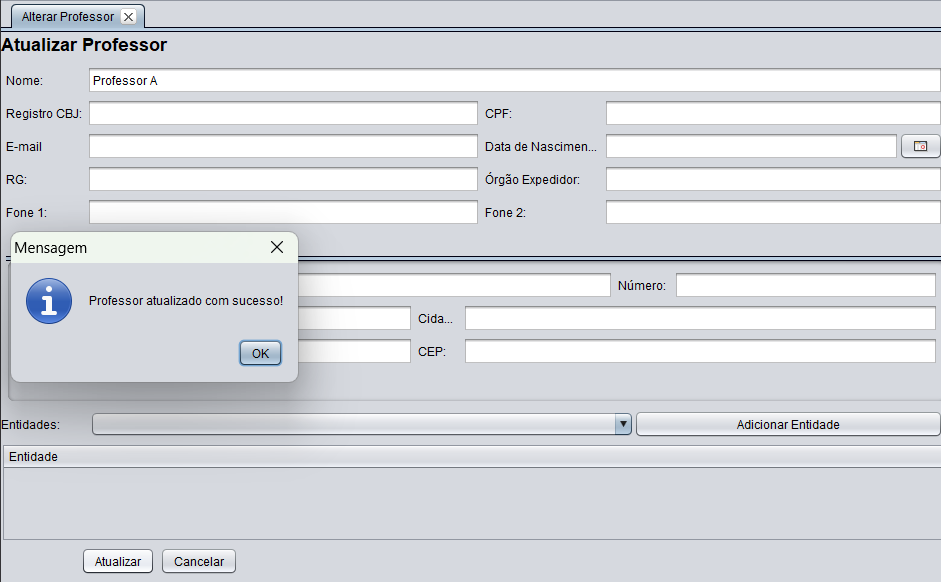 Alterar Professor
Atualizar Professor
Nome: Professor A
Registro CBJ: CPF:
E-mail Data de Nascimen...
RG: Órgão Expedidor:
Fone 1: Fone 2:
Mensagem
Número:
Professor atualizado com sucesso!
Cida...
OK CEP:
Entidades: Adicionar Entidade
Entidade
Atualizar Cancelar